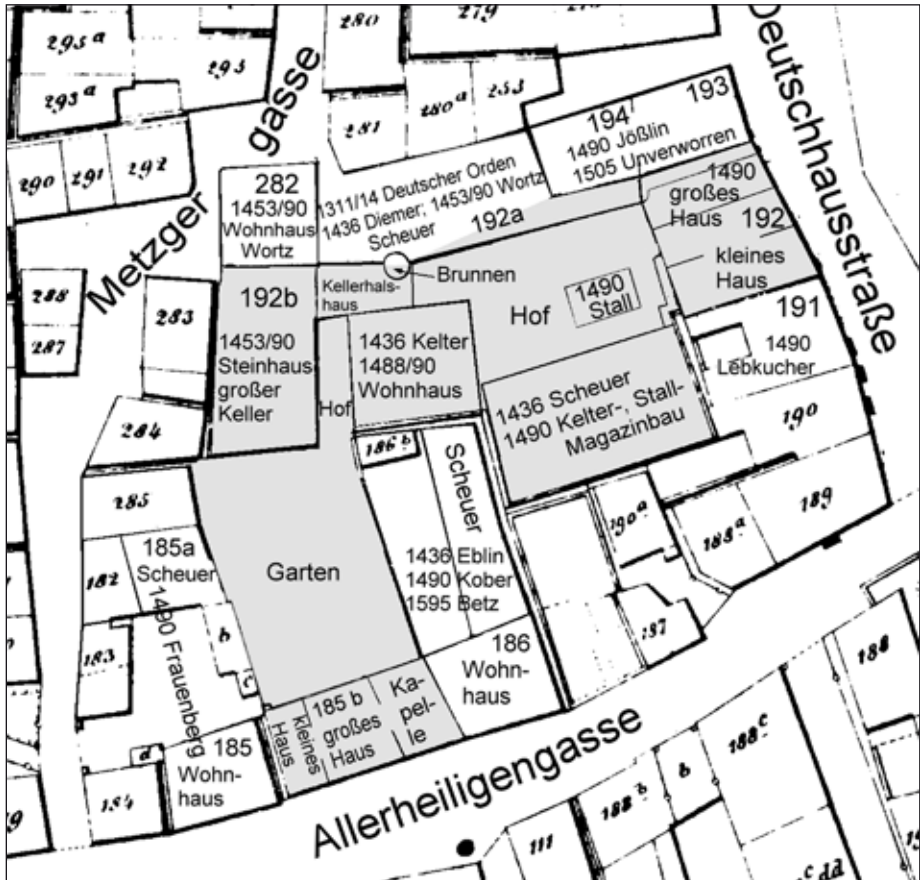 295a
293
293a
280
279
281
280a
253
290
291
292
Metzger
gasse
Deutschhausstraße
194
193
1490 Jößlin
1505 Unverworren
282
1453/90
Wohnhaus
Wortz
1311/14 Deutscher Orden
1436 Diemer; 1453/90 Wortz
Scheuer
192a
1490
großes
Haus
192
kleines
Haus
Brunnen
Kellerhals-
haus
288
287
283
192b
1453/90
Steinhaus
großer
Keller
Hof
1436 Kelter
1488/90
Wohnhaus
Hof
1490
Stall
191
1490
Lebkucher
1436 Scheuer
1490 Kelter-, Stall-
Magazinbau
190
284
186b
Scheuer
1436 Eblin
1490 Kober
1595 Betz
285
185a
Scheuer
182
1490 Frauenberg
183
b
c
Garten
190a
188a
189
187
186
Wohn-
haus
kleines
Haus
185 b
großes
Haus
Ka-
pel-
le
d
185
Wohn-
haus
184
Allerheiligengasse
111
188b
b
188c
188
c
dd